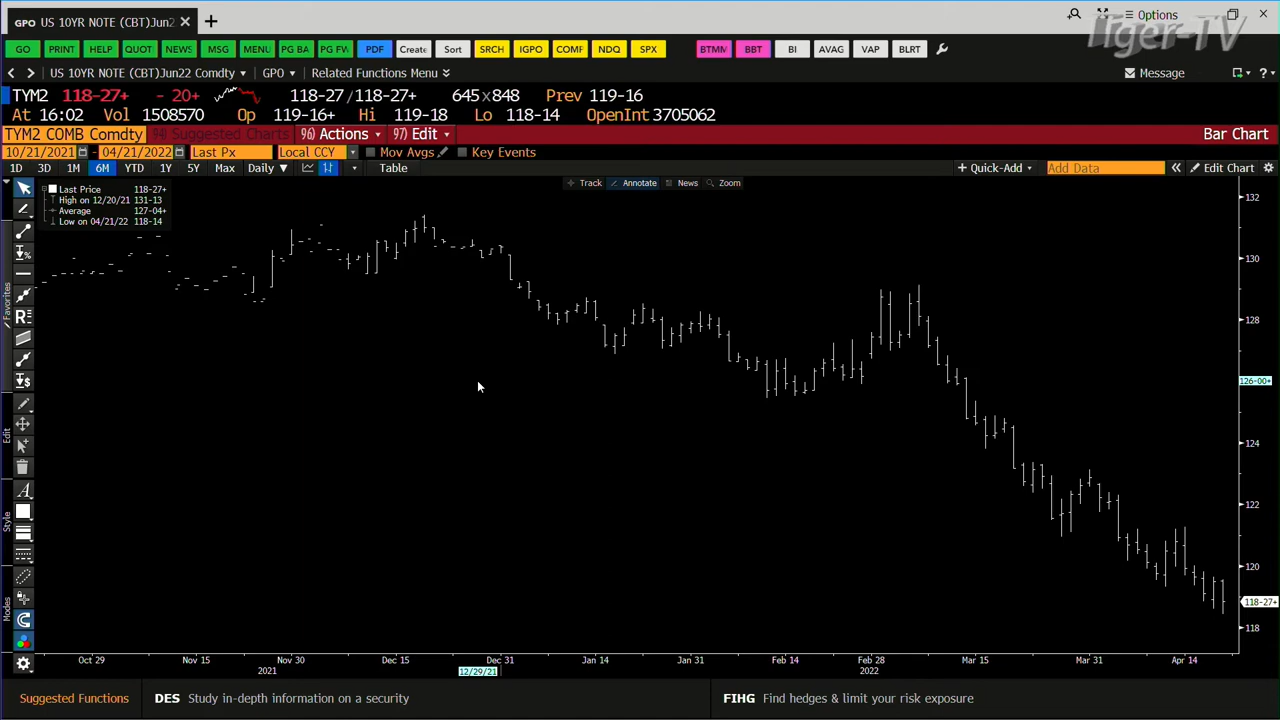 GPO US 10YR NOTE (CBT)Jun2
Options
Tiger-TV
GO PRINT HELP QUOT NEWS MSG MENU PG BA PG FW PDF Create Sort SRCH IGPO COMF NDQ SPX BTMM BBT BI AVAG VAP BLRT
US 10YR NOTE (CBT)Jun22 Comdty GPO Related Functions Menu Message ?
TYM2 118-27+ - 20+ 118-27/118-27+ 645x848 Prev 119-16
At 16:02 Vol 1508570 Op 119-16+ Hi 119-18 Lo 118-14 OpenInt 3705062
TYM2 COMB Comdty 94) Suggested Charts 96) Actions 97) Edit Bar Chart
10/21/2021 - 04/21/2022 Last Px Local CCY Mov Avgs Key Events
1D 3D 1M 6M YTD 1Y 5Y Max Daily Table + Quick-Add Add Data Edit Chart
Track Annotate News Zoom
Last Price 118-27+
High on 12/20/21 131-13
Average 127-04+
Low on 04/21/22 118-14
132
130
128
126-00+
124
122
120
118-27+
118
Favorites
Edit
Style
Modes
Oct 29 Nov 15 Nov 30 Dec 15 Dec 31 Jan 14 Jan 31 Feb 14 Feb 28 Mar 15 Mar 31 Apr 14
2021 12/29/21 2022
Suggested Functions DES Study in-depth information on a security FIHG Find hedges & limit your risk exposure